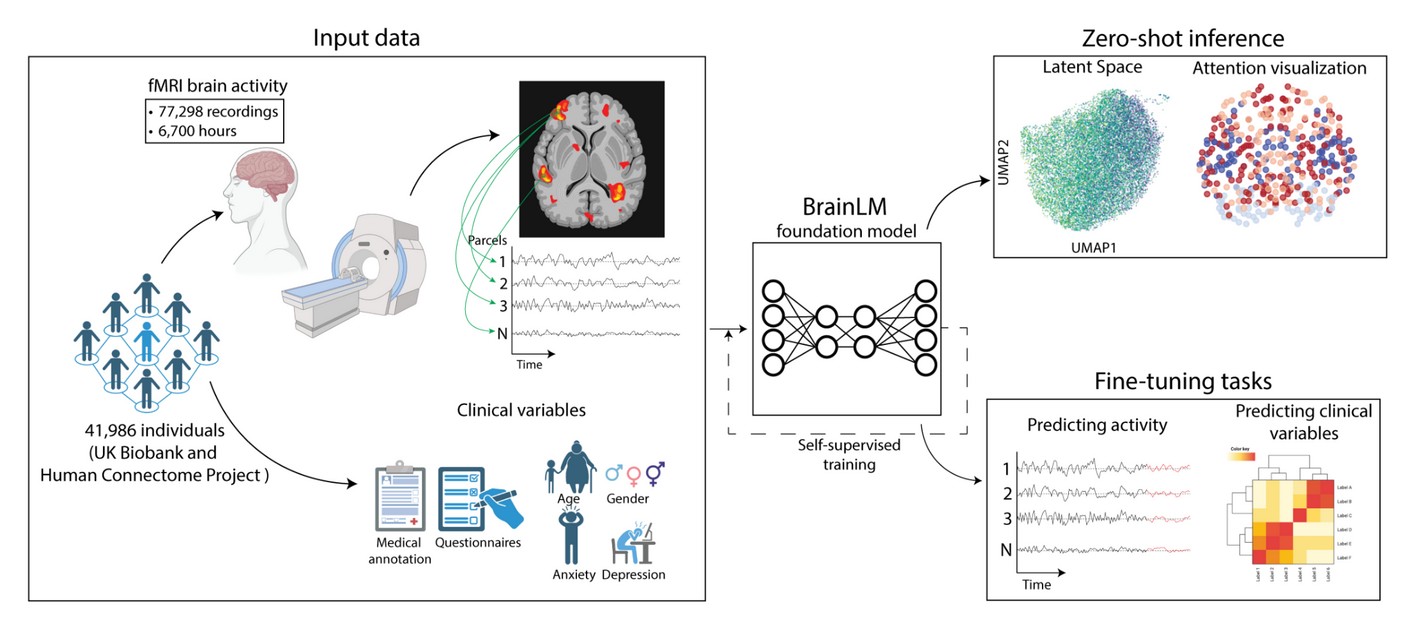 Input data
fMRI brain activity
• 77,298 recordings
• 6,700 hours
41,986 individuals
(UK Biobank and
Human Connectome Project )
Parcels
1
2
3
N
Time
Clinical variables
Medical
annotation
Questionnaires
Age
Gender
Anxiety
Depression
BrainLM
foundation model
Self-supervised
training
Zero-shot inference
Latent Space
UMAP2
UMAP1
Attention visualization
Fine-tuning tasks
Predicting activity
1
2
3
N
Time
Predicting clinical
variables
Color key
Label A
Label B
Label C
Label D
Label E
Label F
Label 1
Label 2
Label 3
Label 4
Label 5
Label 6